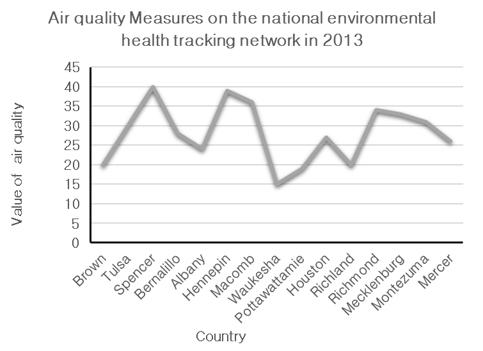 Air quality Measures on the national environmental
health tracking network in 2013
Value of air quality
45
40
35
30
25
20
15
10
5
0
Brown
Tulsa
Spencer
Bernalillo
Albany
Hennepin
Macomb
Waukesha
Pottawattamie
Houston
Richland
Richmond
Mecklenburg
Montezuma
Mercer
Country